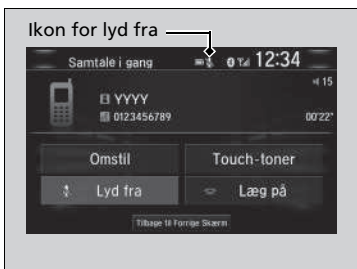 Ikon for lyd fra
Samtale i gang 12:34
15
YYYY
0123456789 00'22"
Omstil Touch-toner
Lyd fra Læg på
Tilbage til Forrige Skærm